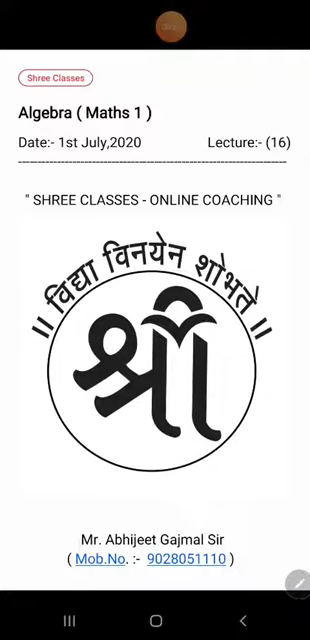 Shree Classes
Algebra ( Maths 1 )
Date:- 1st July,2020 Lecture:- (16)
" SHREE CLASSES - ONLINE COACHING "
॥ विद्या विनयेन शोभते ॥
श्री
Mr. Abhijeet Gajmal Sir
( Mob.No. :- 9028051110 )